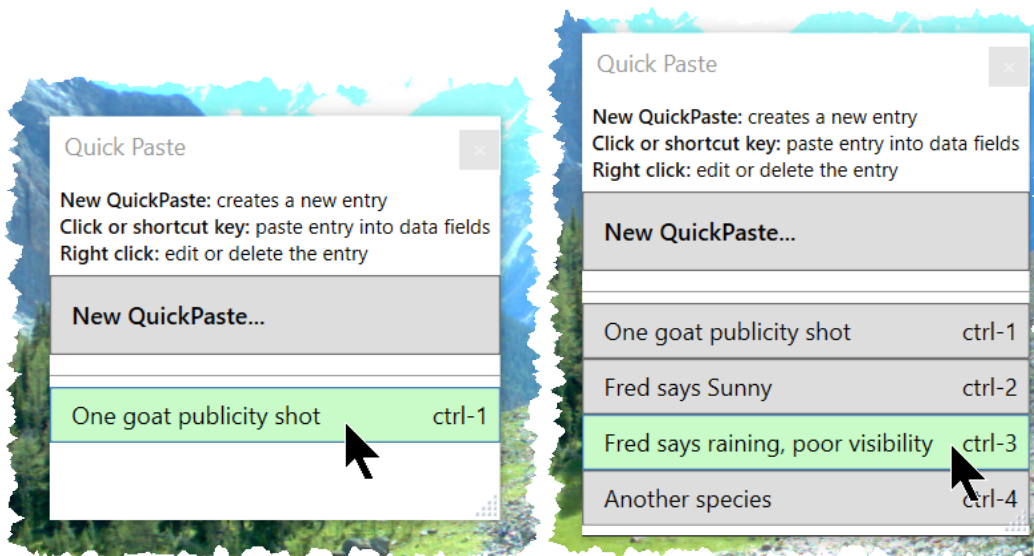 Quick Paste
New QuickPaste: creates a new entry
Click or shortcut key: paste entry into data fields
Right click: edit or delete the entry
New QuickPaste...
One goat publicity shot ctrl-1
Quick Paste
New QuickPaste: creates a new entry
Click or shortcut key: paste entry into data fields
Right click: edit or delete the entry
New QuickPaste...
One goat publicity shot ctrl-1
Fred says Sunny ctrl-2
Fred says raining, poor visibility ctrl-3
Another species ctrl-4